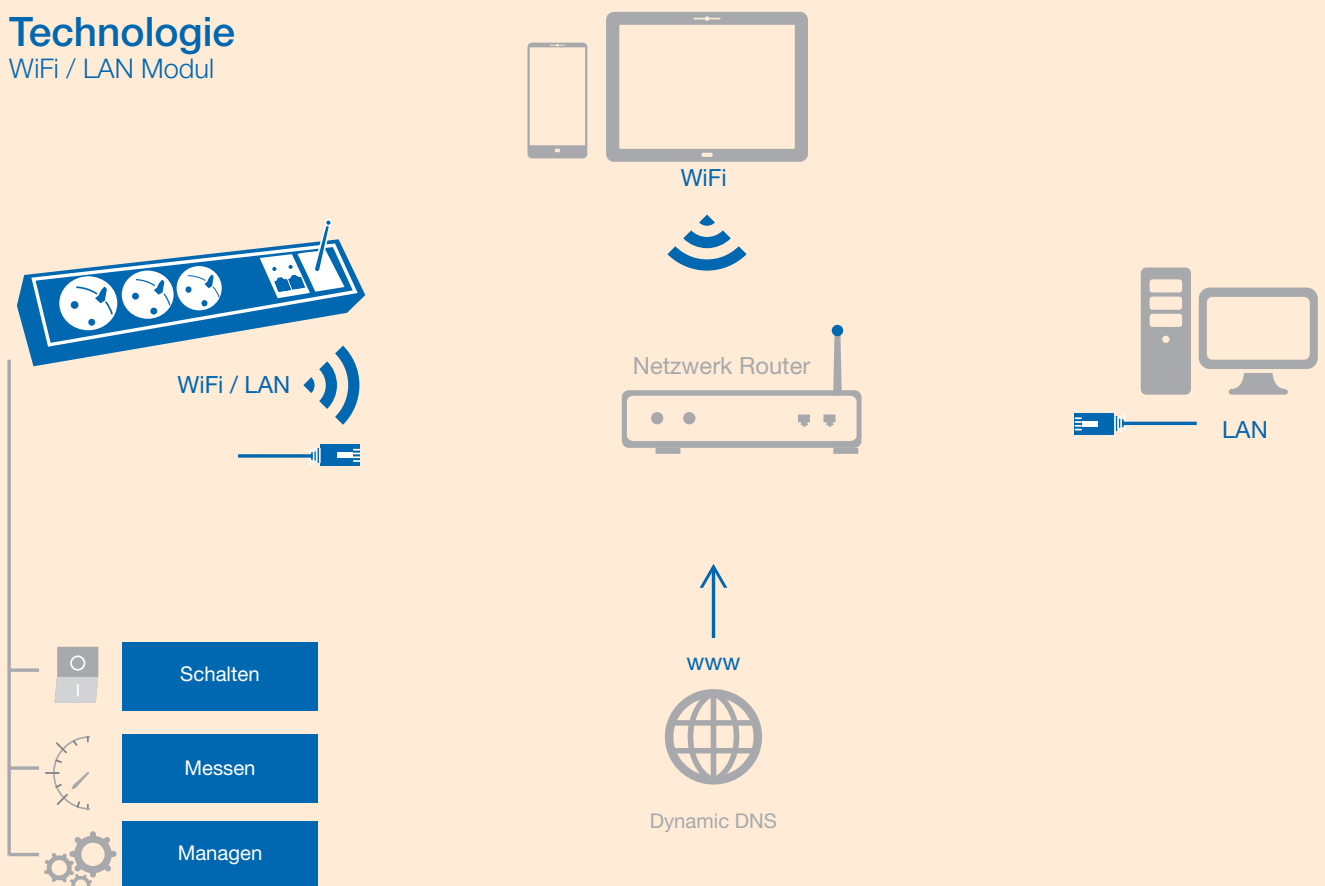 Technologie
WiFi / LAN Modul
WiFi
WiFi / LAN
Netzwerk Router
LAN
www
Dynamic DNS
Schalten
Messen
Managen